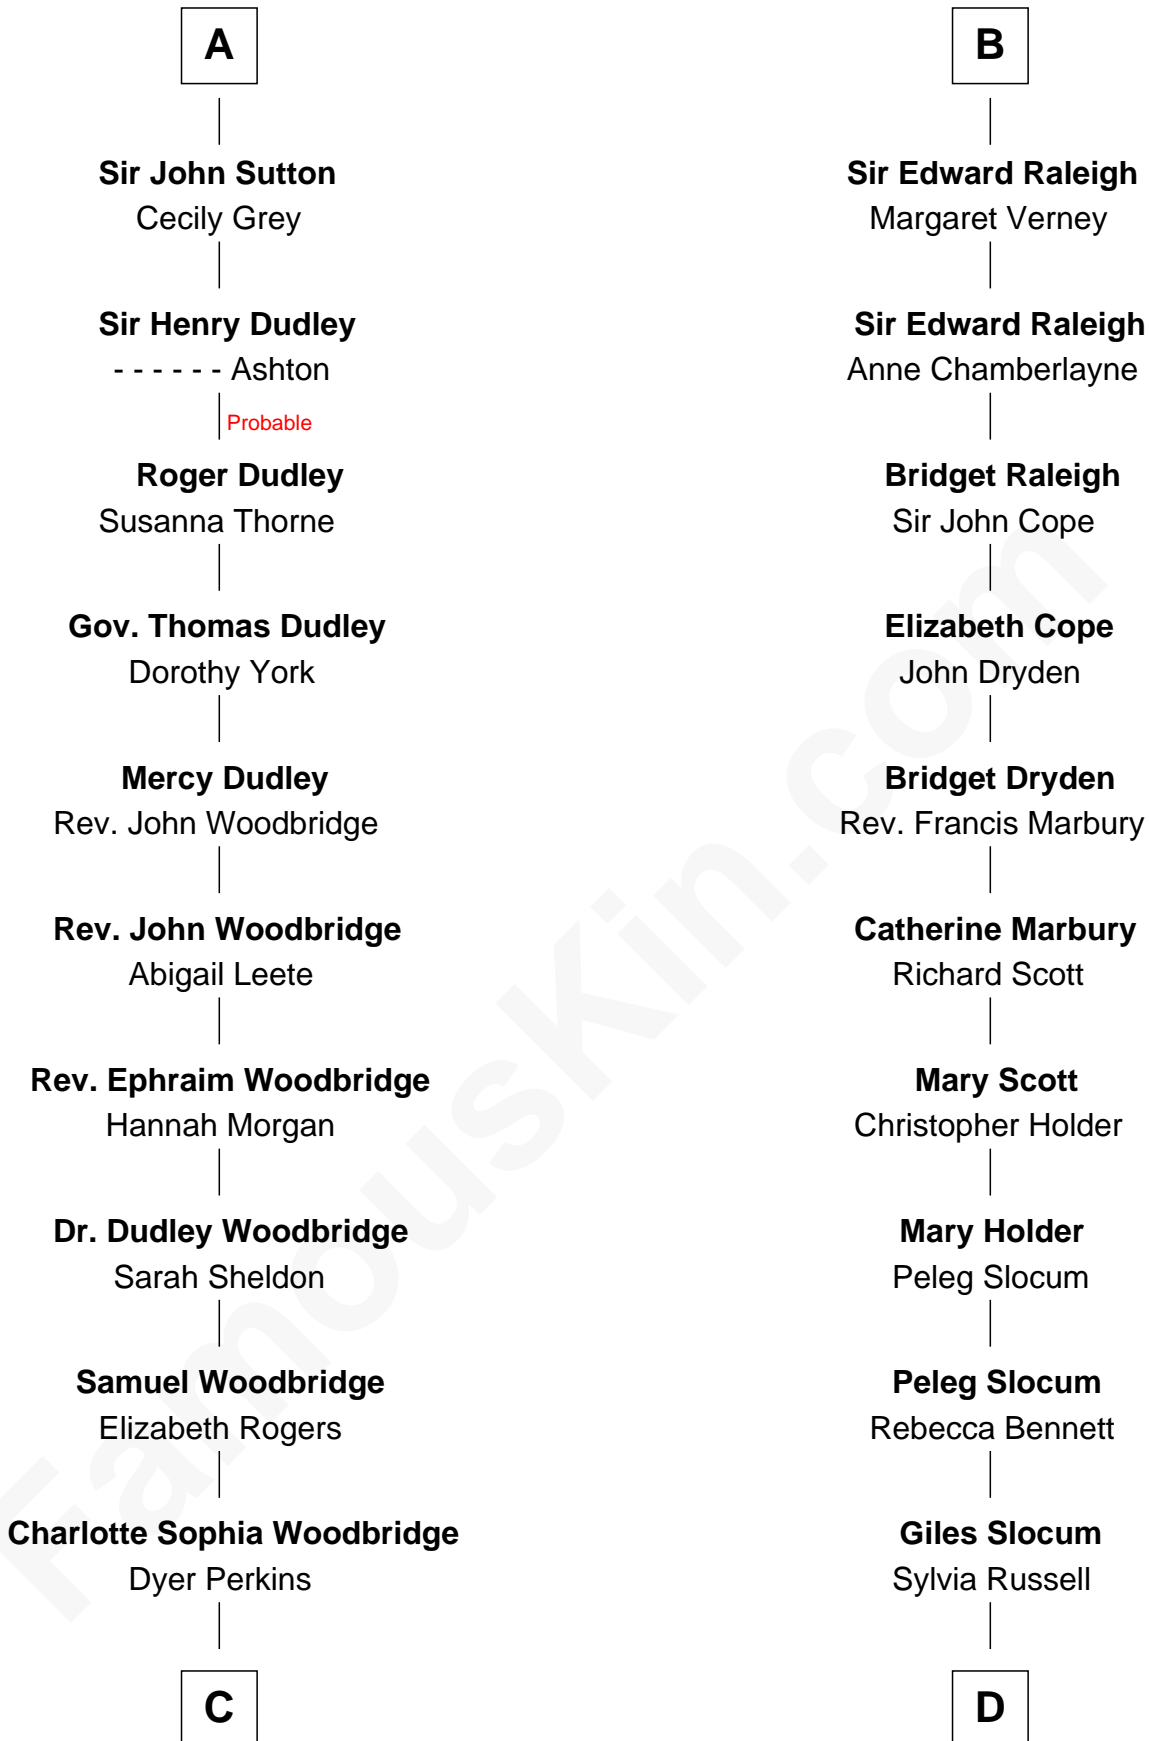 A
Sir John Sutton
Cecily Grey
Sir Henry Dudley
- - - - - - Ashton
Probable
Roger Dudley
Susanna Thorne
Gov. Thomas Dudley
Dorothy York
Mercy Dudley
Rev. John Woodbridge
Rev. John Woodbridge
Abigail Leete
Rev. Ephraim Woodbridge
Hannah Morgan
Dr. Dudley Woodbridge
Sarah Sheldon
Samuel Woodbridge
Elizabeth Rogers
Charlotte Sophia Woodbridge
Dyer Perkins
C
B
Sir Edward Raleigh
Margaret Verney
Sir Edward Raleigh
Anne Chamberlayne
Bridget Raleigh
Sir John Cope
Elizabeth Cope
John Dryden
Bridget Dryden
Rev. Francis Marbury
Catherine Marbury
Richard Scott
Mary Scott
Christopher Holder
Mary Holder
Peleg Slocum
Peleg Slocum
Rebecca Bennett
Giles Slocum
Sylvia Russell
D
FamousKin.com